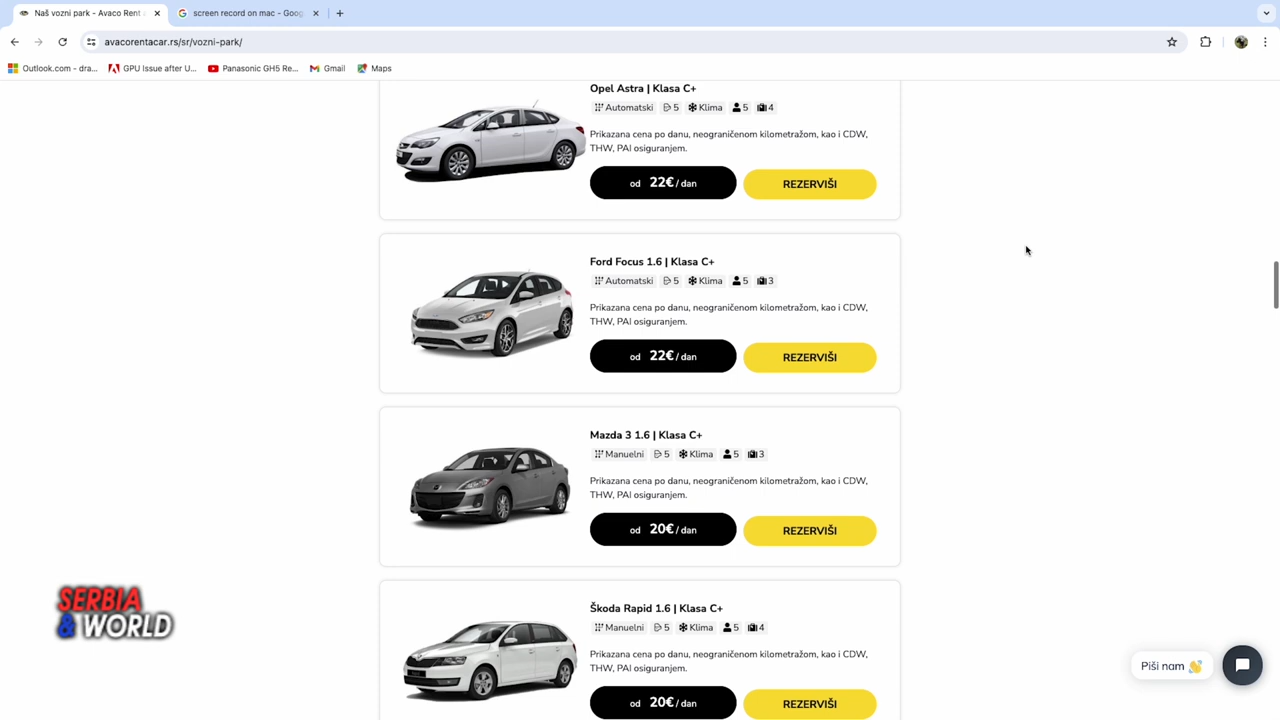 Naš vozni park - Avaco Rent
screen record on mac - Goog
avacorentacar.rs/sr/vozni-park/
Outlook.com - dra...
GPU Issue after U...
Panasonic GH5 Re...
Gmail
Maps
Opel Astra | Klasa C+
Automatski 5 Klima 5 4
Prikazana cena po danu, neograničenom kilometražom, kao i CDW,
THW, PAI osiguranjem.
od 22€ / dan
REZERVIŠI
Ford Focus 1.6 | Klasa C+
Automatski 5 Klima 5 3
Prikazana cena po danu, neograničenom kilometražom, kao i CDW,
THW, PAI osiguranjem.
od 22€ / dan
REZERVIŠI
Mazda 3 1.6 | Klasa C+
Manuelni 5 Klima 5 3
Prikazana cena po danu, neograničenom kilometražom, kao i CDW,
THW, PAI osiguranjem.
od 20€ / dan
REZERVIŠI
Škoda Rapid 1.6 | Klasa C+
Manuelni 5 Klima 5 4
Prikazana cena po danu, neograničenom kilometražom, kao i CDW,
THW, PAI osiguranjem.
od 20€ / dan
REZERVIŠI
SERBIA
& WORLD
Piši nam 👋